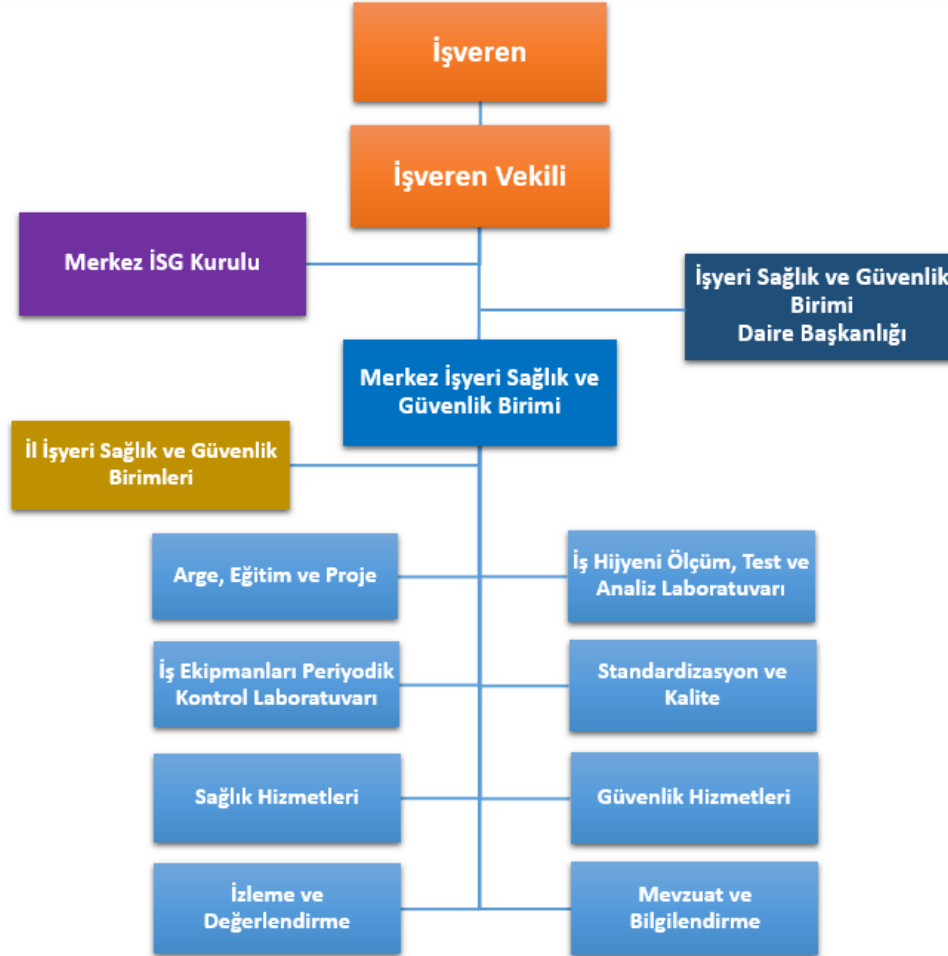 İşveren
İşveren Vekili
Merkez İSG Kurulu
İşyeri Sağlık ve Güvenlik
Birimi
Daire Başkanlığı
Merkez İşyeri Sağlık ve
Güvenlik Birimi
İl İşyeri Sağlık ve Güvenlik
Birimleri
Arge, Eğitim ve Proje
İş Hijyeni Ölçüm, Test ve
Analiz Laboratuvarı
İş Ekipmanları Periyodik
Kontrol Laboratuvarı
Standardizasyon ve
Kalite
Sağlık Hizmetleri
Güvenlik Hizmetleri
İzleme ve
Değerlendirme
Mevzuat ve
Bilgilendirme